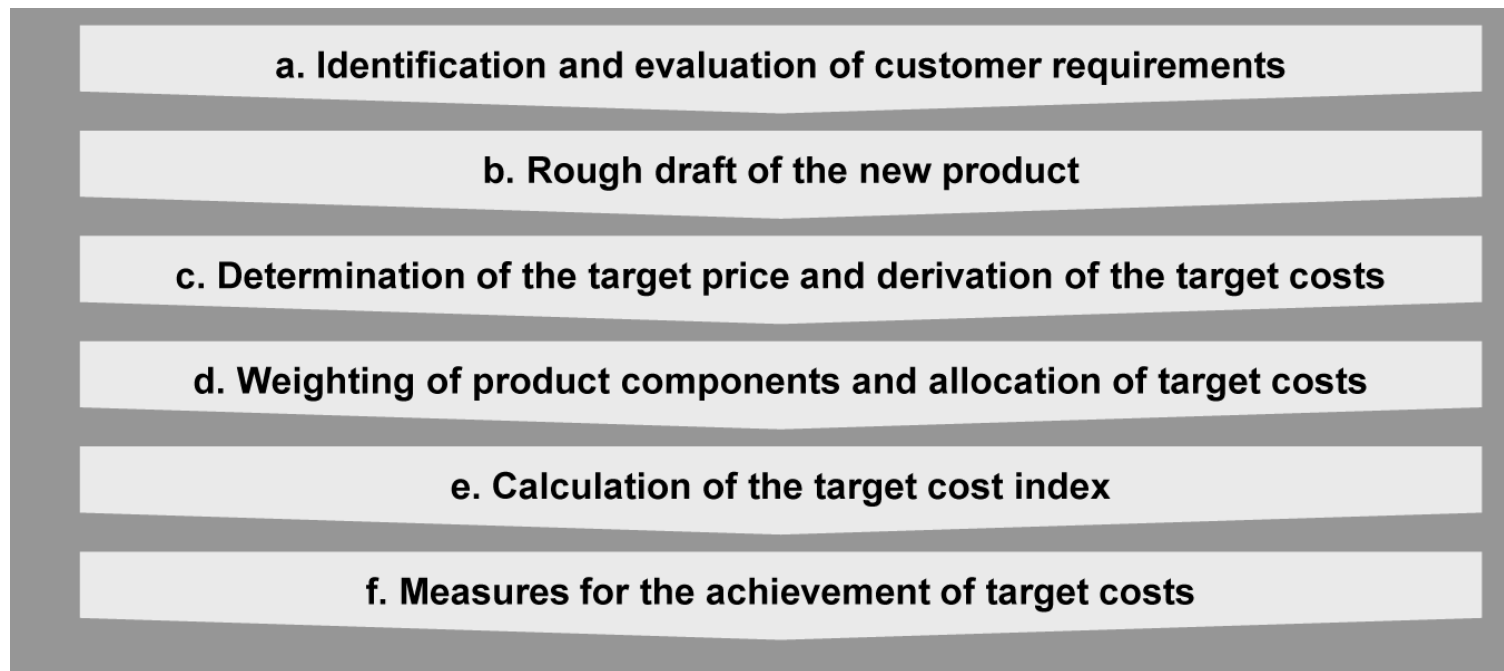 a. Identification and evaluation of customer requirements
b. Rough draft of the new product
c. Determination of the target price and derivation of the target costs
d. Weighting of product components and allocation of target costs
e. Calculation of the target cost index
f. Measures for the achievement of target costs